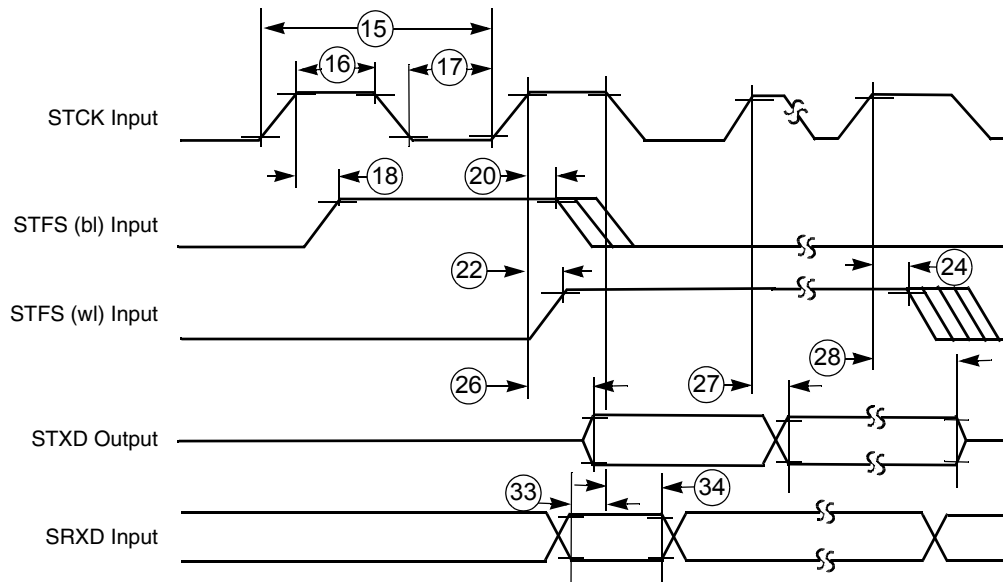 15
16
17
STCK Input
18
20
STFS (bl) Input
22
24
STFS (wl) Input
26
27
28
STXD Output
33
34
SRXD Input